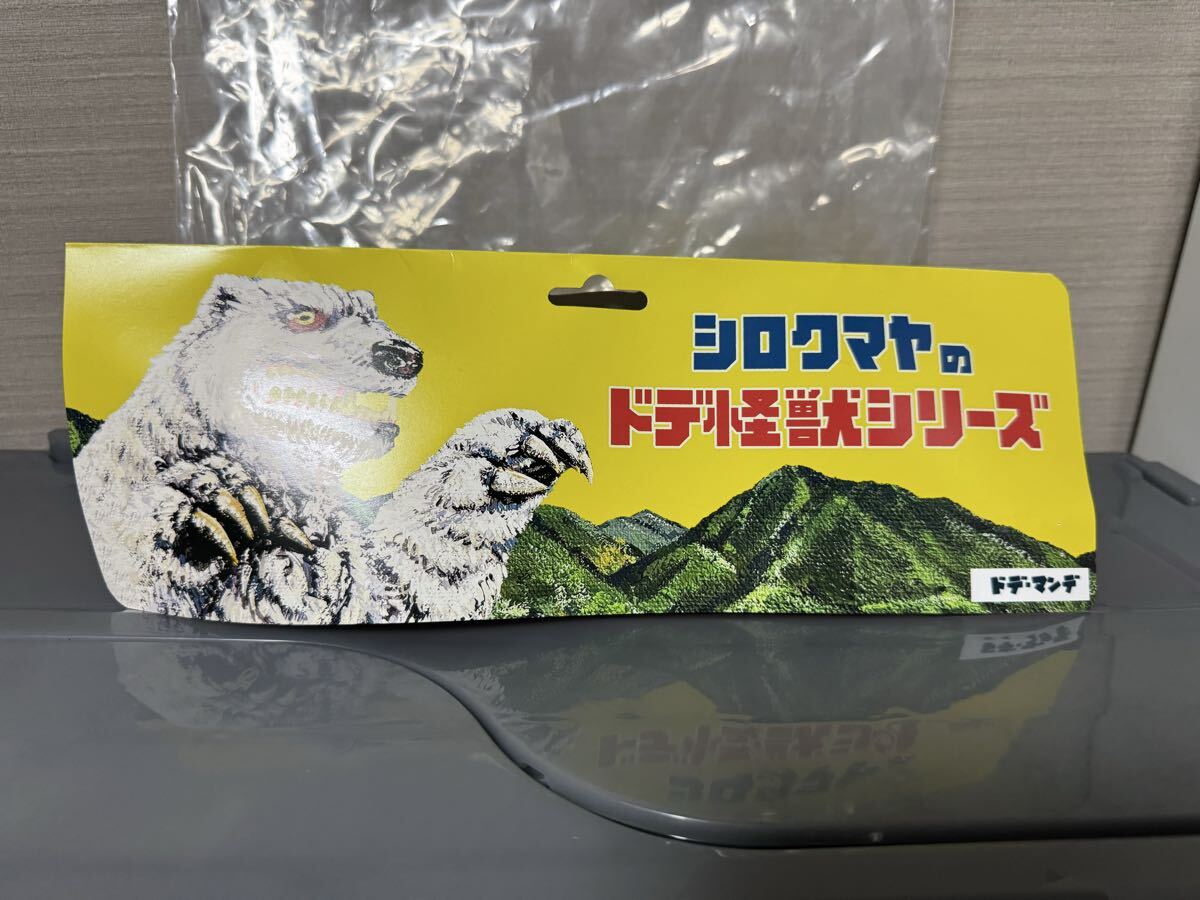 シロクマヤの
ドデ怪獣シリーズ
ドデ・マンデ